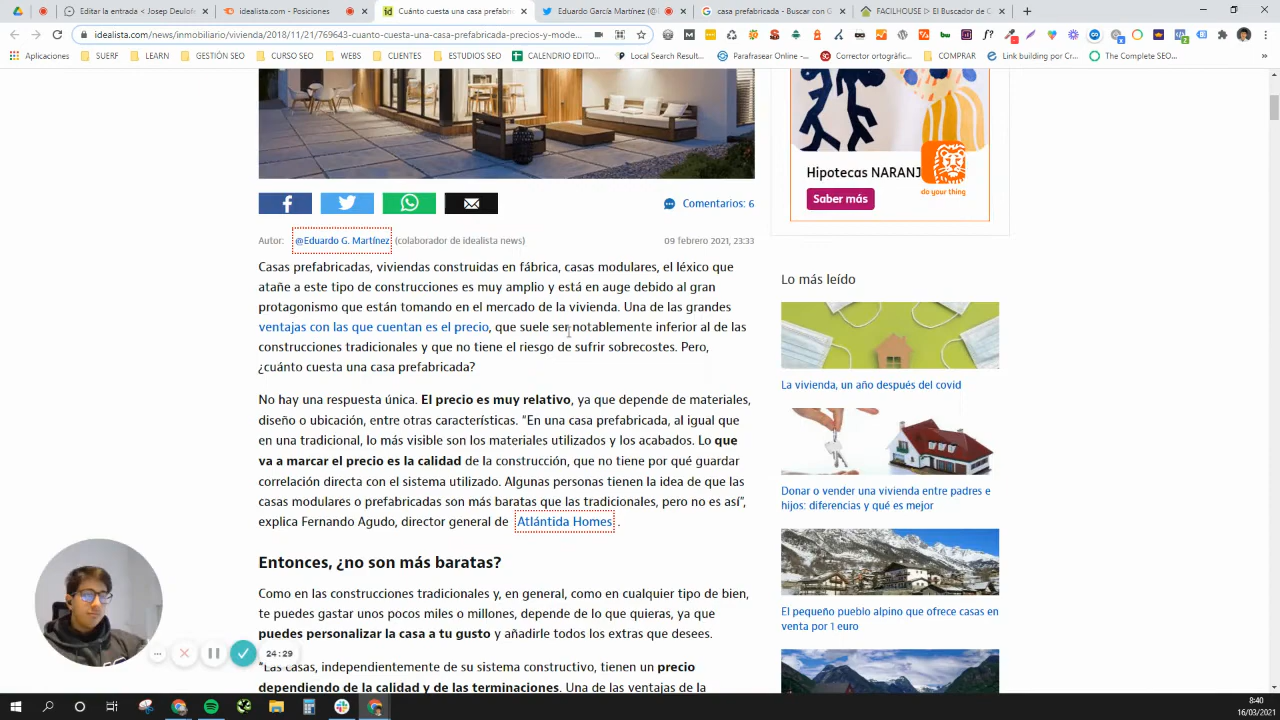 Editar la entrada ‹ Josep Deulofe
idealista.com - Posiciones
Cuánto cuesta una casa prefabri
Eduardo García Martínez (@
casa prefabricada - Buscar con G
FACILHOUSE - El Buscador de C
idealista.com/news/inmobiliario/vivienda/2018/11/21/769643-cuanto-cuesta-una-casa-prefabricada-precios-y-mode...
Aplicaciones
SUERTE
LEARN
GESTIÓN SEO
CURSO SEO
WEBS
CLIENTES
ESTUDIOS SEO
CALENDRIO EDITO...
Local Search Result...
Parafrasear Online -...
Corrector ortográfic...
COMPRAR
Link building por Cr...
The Complete SEO...
»
Hipotecas NARANJ
Saber más
do your thing
Comentarios: 6
Autor: @Eduardo G. Martínez (colaborador de idealista news)
09 febrero 2021, 23:33
Casas prefabricadas, viviendas construidas en fábrica, casas modulares, el léxico que
atañe a este tipo de construcciones es muy amplio y está en auge debido al gran
protagonismo que están tomando en el mercado de la vivienda. Una de las grandes
ventajas con las que cuentan es el precio, que suele ser notablemente inferior al de las
construcciones tradicionales y que no tiene el riesgo de sufrir sobrecostes. Pero,
¿cuánto cuesta una casa prefabricada?
No hay una respuesta única. El precio es muy relativo, ya que depende de materiales,
diseño o ubicación, entre otras características. "En una casa prefabricada, al igual que
en una tradicional, lo más visible son los materiales utilizados y los acabados. Lo que
va a marcar el precio es la calidad de la construcción, que no tiene por qué guardar
correlación directa con el sistema utilizado. Algunas personas tienen la idea de que las
casas modulares o prefabricadas son más baratas que las tradicionales, pero no es así",
explica Fernando Agudo, director general de Atlántida Homes .
Entonces, ¿no son más baratas?
Como en las construcciones tradicionales y, en general, como en cualquier tipo de bien,
te puedes gastar unos pocos miles o millones, depende de lo que quieras, ya que
puedes personalizar la casa a tu gusto y añadirle todos los extras que desees.
"Las casas, independientemente de su sistema constructivo, tienen un precio
dependiendo de la calidad y de las terminaciones. Una de las ventajas de la
Lo más leído
La vivienda, un año después del covid
Donar o vender una vivienda entre padres e
hijos: diferencias y qué es mejor
El pequeño pueblo alpino que ofrece casas en
venta por 1 euro
24:29
8:40
16/03/2021